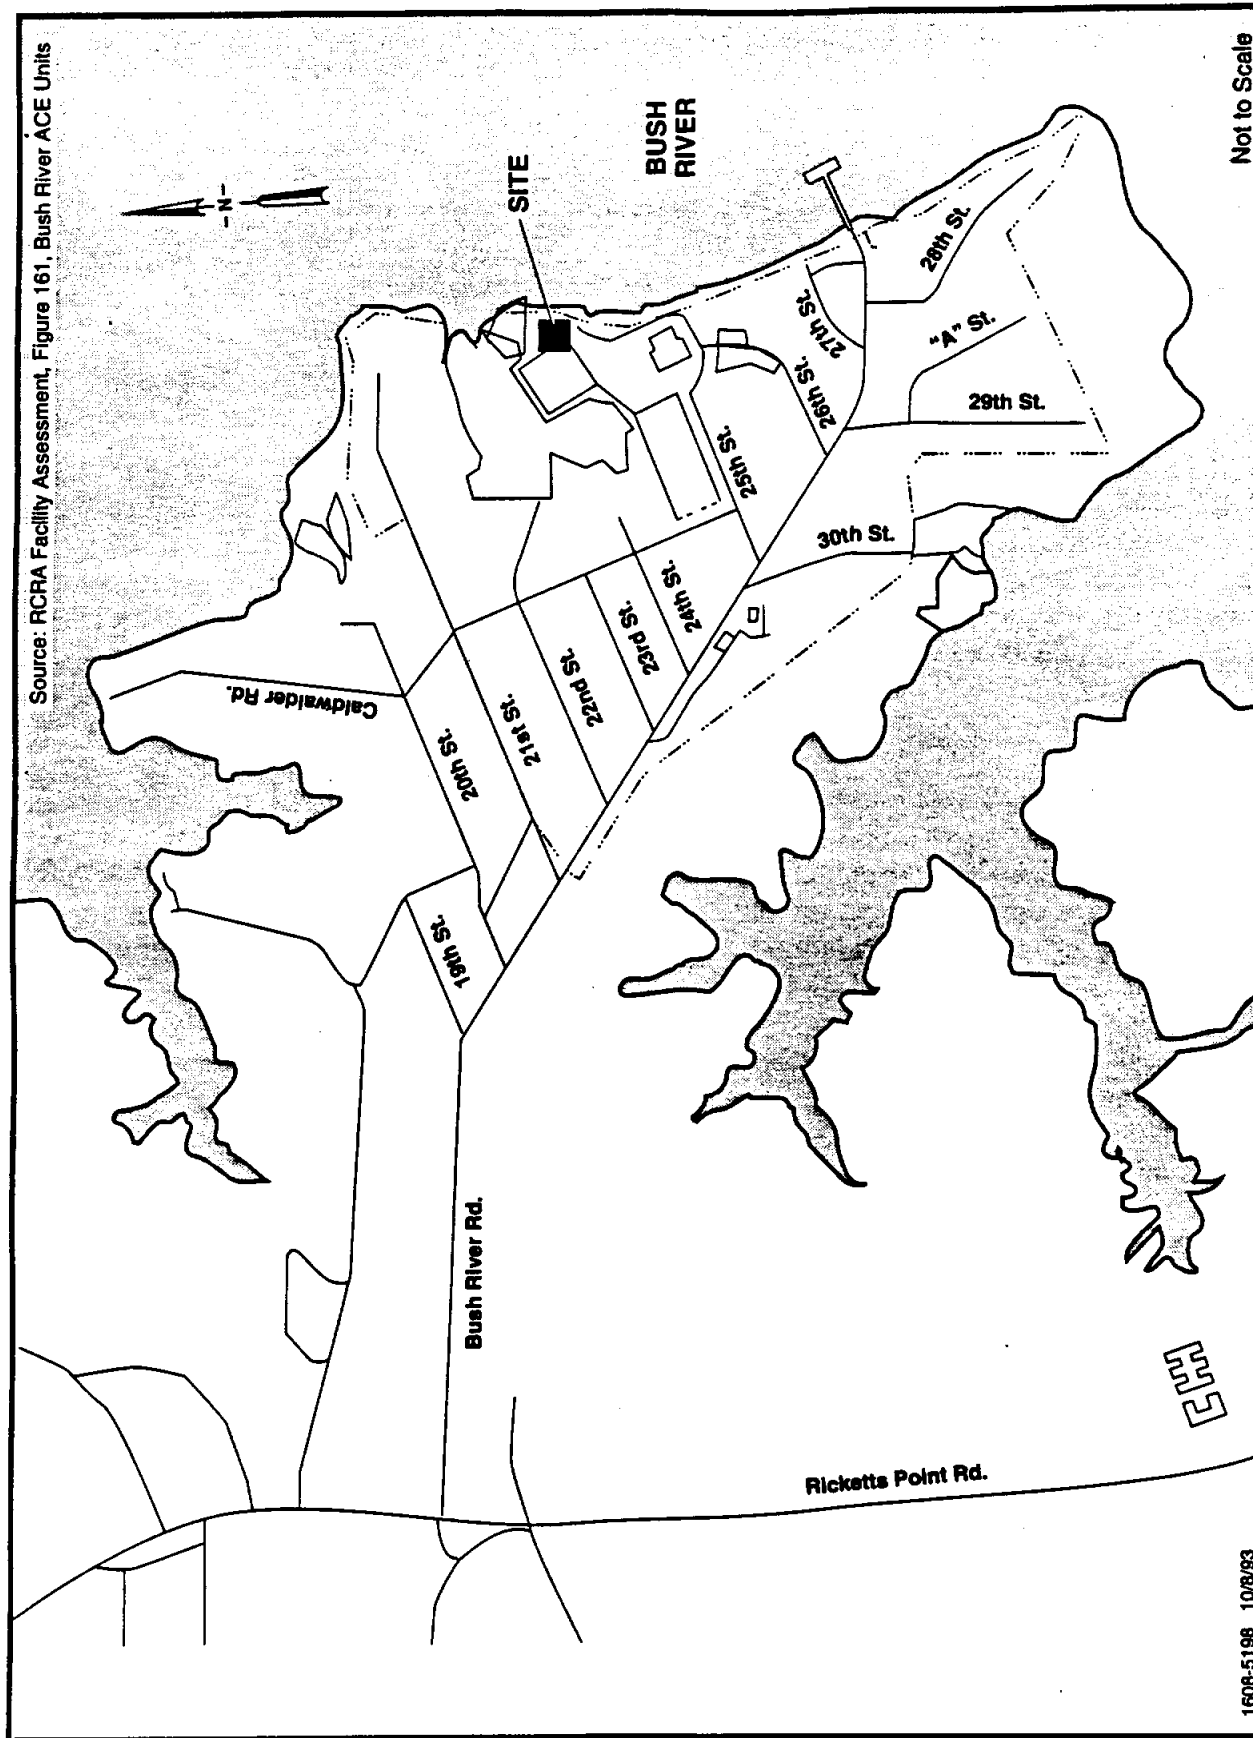 Source: RCRA Facility Assessment, Figure 161, Bush River ACE Units
-N-
SITE
BUSH
RIVER
Caldwalder Rd.
19th St.
20th St.
21st St.
22nd St.
23rd St.
24th St.
25th St.
26th St.
27th St.
28th St.
"A" St.
29th St.
30th St.
Bush River Rd.
Ricketts Point Rd.
Not to Scale
1608-5198 10/8/93